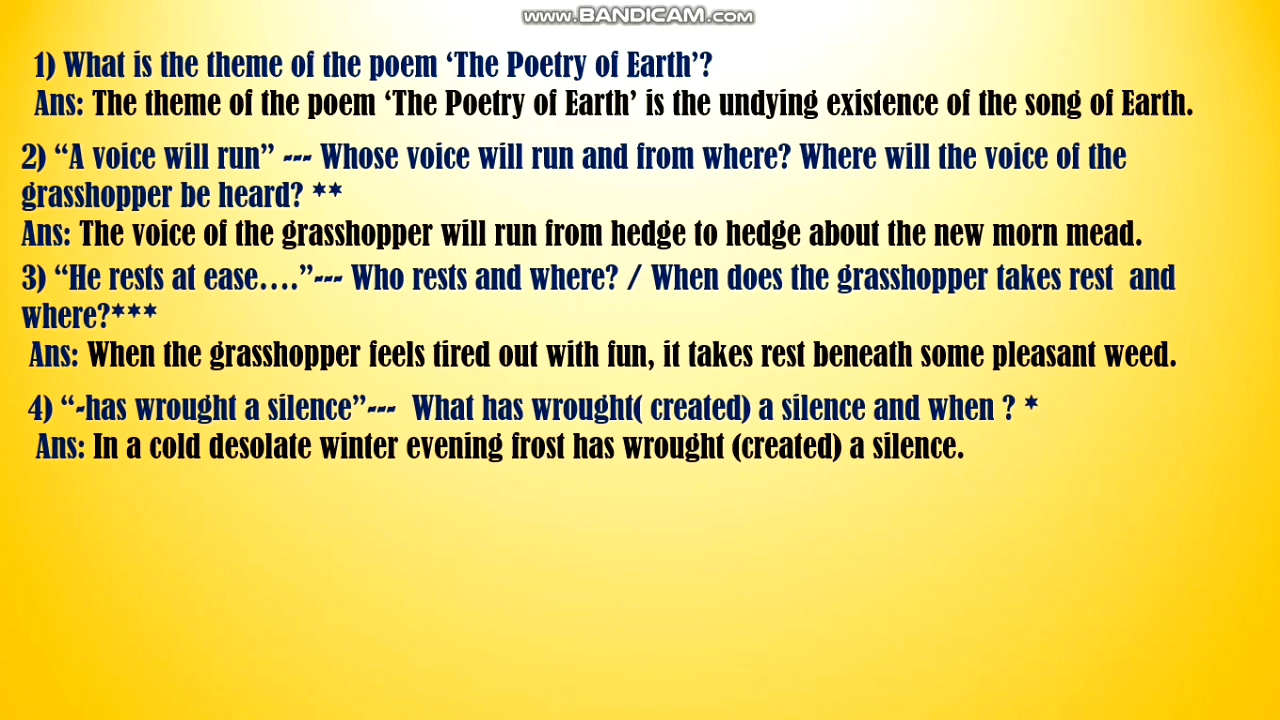 www.BANDICAM.com
1) What is the theme of the poem ‘The Poetry of Earth’?
Ans: The theme of the poem ‘The Poetry of Earth’ is the undying existence of the song of Earth.
2) “A voice will run” --- Whose voice will run and from where? Where will the voice of the
grasshopper be heard? **
Ans: The voice of the grasshopper will run from hedge to hedge about the new morn mead.
3) “He rests at ease….”--- Who rests and where? / When does the grasshopper takes rest and
where?***
Ans: When the grasshopper feels tired out with fun, it takes rest beneath some pleasant weed.
4) “-has wrought a silence”--- What has wrought( created) a silence and when ? *
Ans: In a cold desolate winter evening frost has wrought (created) a silence.